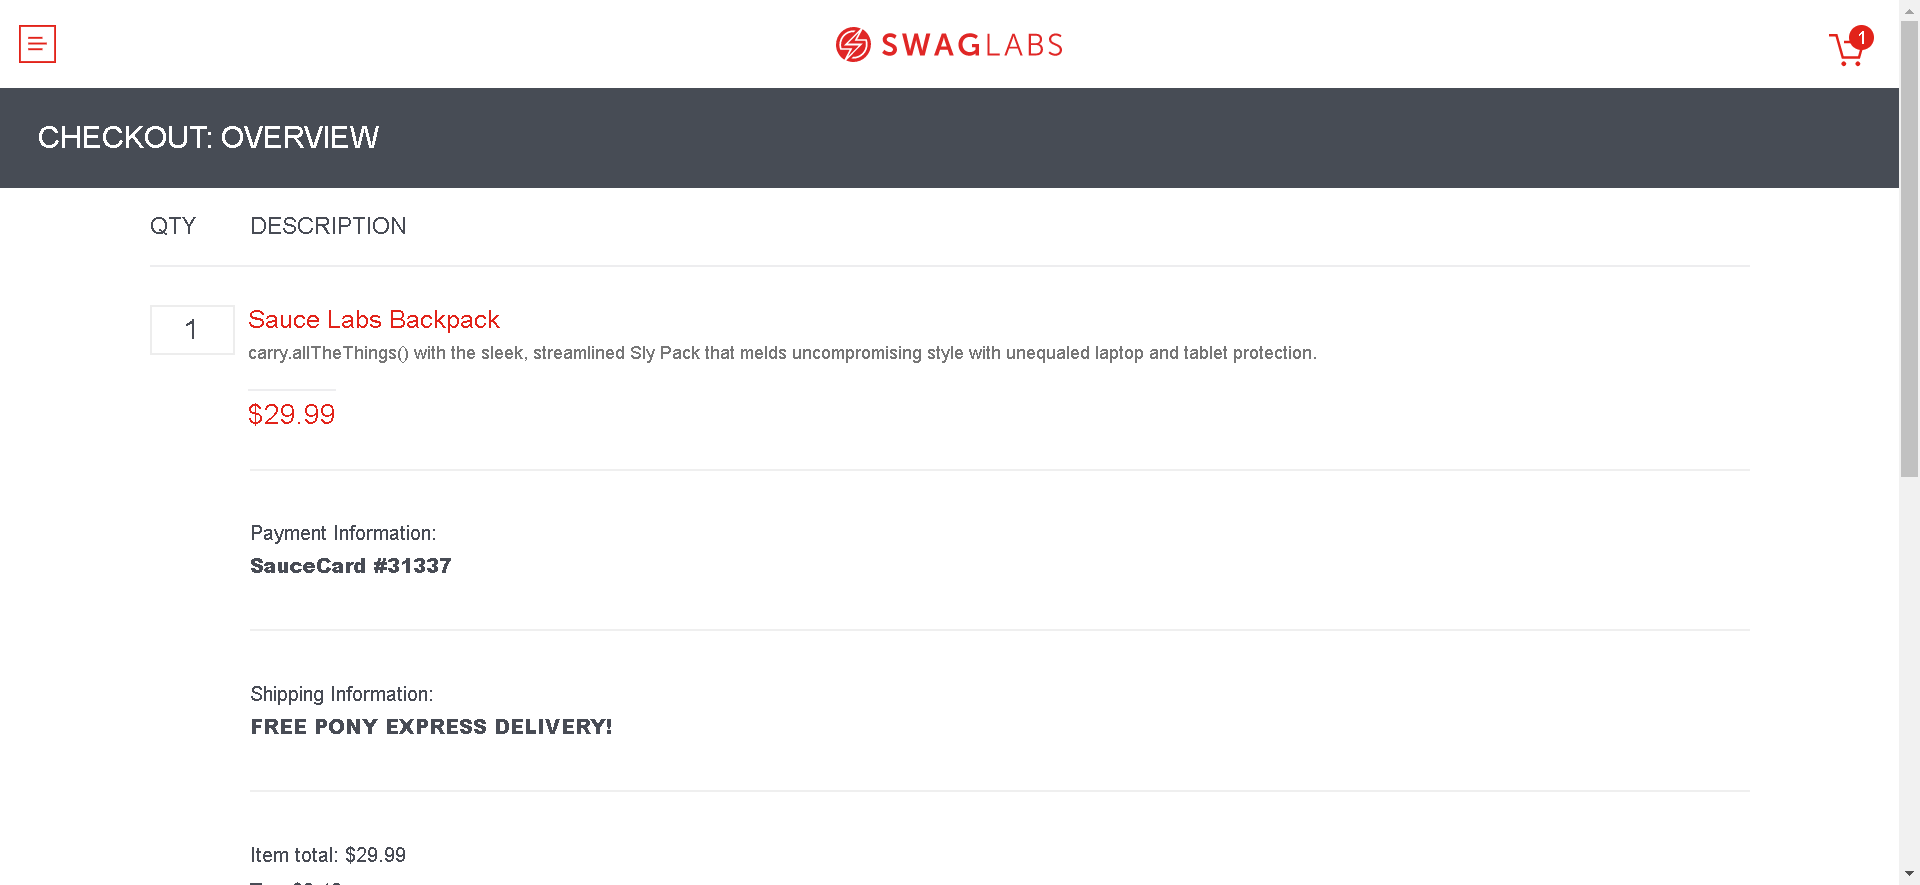 SWAGLABS
1
CHECKOUT: OVERVIEW
QTY DESCRIPTION
1
Sauce Labs Backpack
carry.allTheThings() with the sleek, streamlined Sly Pack that melds uncompromising style with unequaled laptop and tablet protection.
$29.99
Payment Information:
SauceCard #31337
Shipping Information:
FREE PONY EXPRESS DELIVERY!
Item total: $29.99